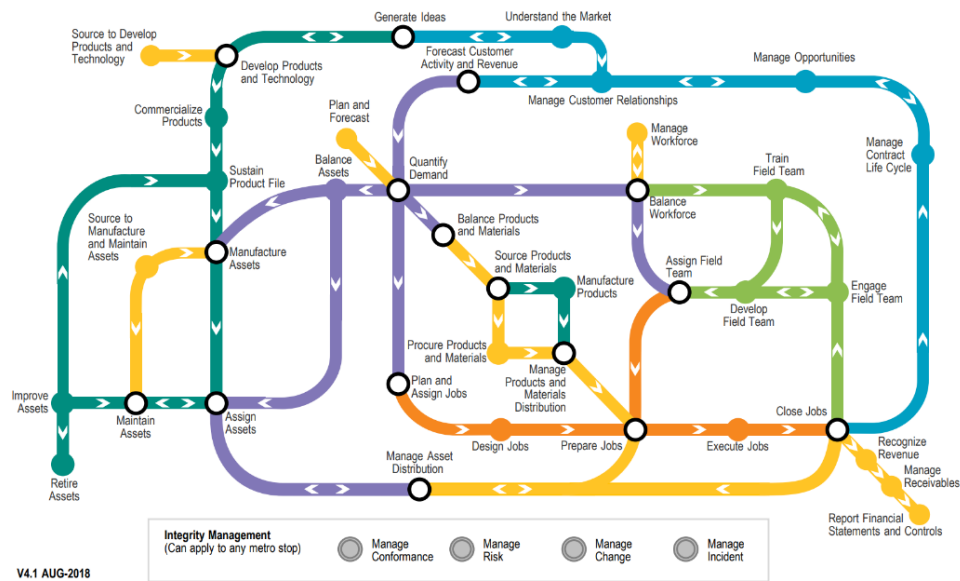 Generate Ideas
Understand the Market
Source to Develop
Products and
Technology
Develop Products
and Technology
Forecast Customer
Activity and Revenue
Manage Opportunities
Manage Customer Relationships
Commercialize
Products
Plan and
Forecast
Manage
Workforce
Manage
Contract
Life Cycle
Sustain
Product File
Balance
Assets
Quantify
Demand
Balance
Workforce
Train
Field Team
Source to
Manufacture
and Maintain
Assets
Balance Products
and Materials
Manufacture
Assets
Source Products
and Materials
Manufacture
Products
Assign Field
Team
Develop
Field Team
Engage
Field Team
Procure Products
and Materials
Manage
Products and
Materials
Distribution
Plan and
Assign Jobs
Improve
Assets
Maintain
Assets
Assign
Assets
Close Jobs
Design Jobs
Prepare Jobs
Execute Jobs
Recognize
Revenue
Manage
Receivables
Manage Asset
Distribution
Retire
Assets
Report Financial
Statements and Controls
Integrity Management
(Can apply to any metro stop)
Manage
Conformance
Manage
Risk
Manage
Change
Manage
Incident
V4.1 AUG-2018